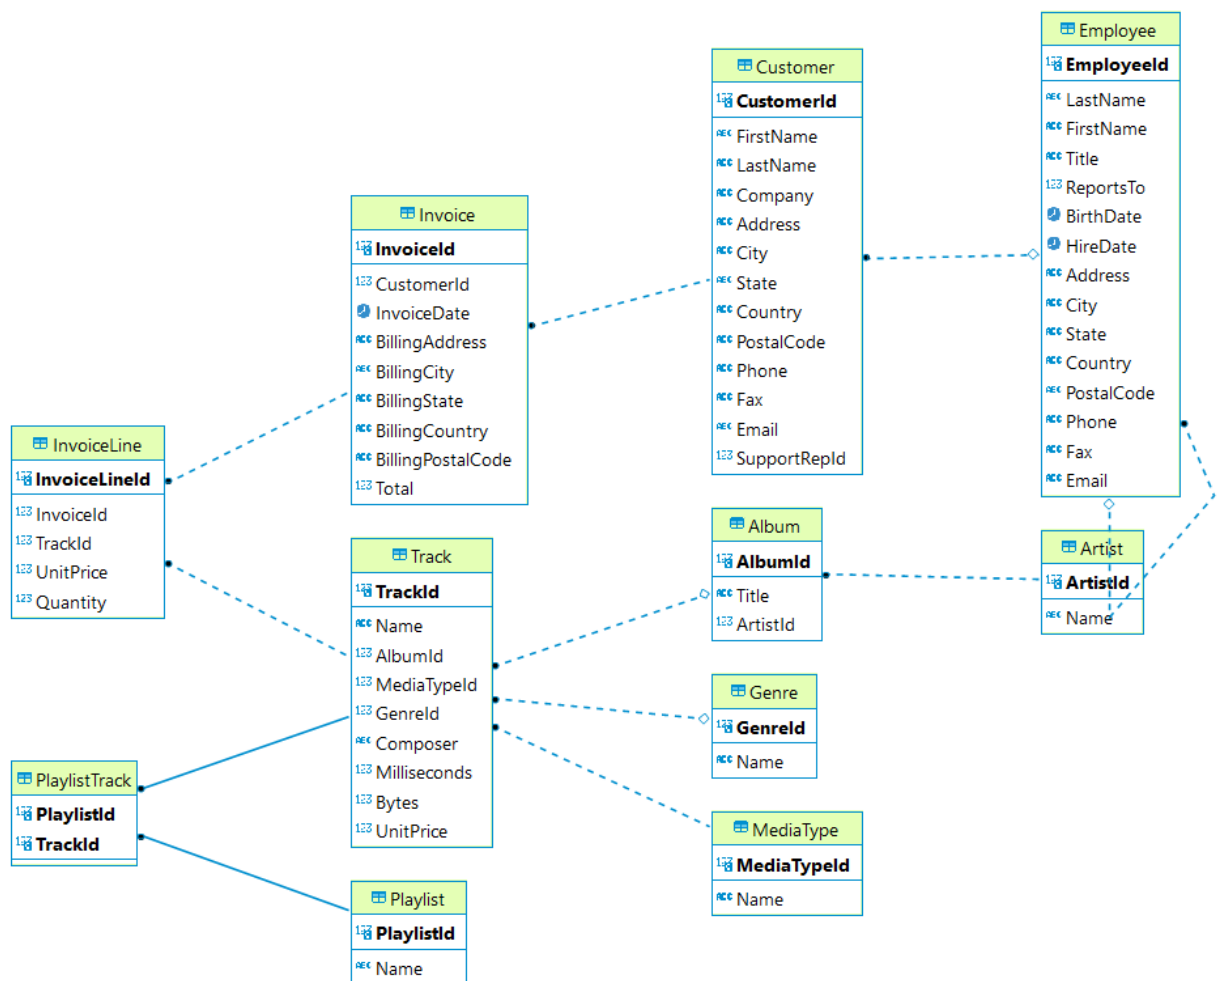 Employee
EmployeeId
LastName
FirstName
Title
ReportsTo
BirthDate
HireDate
Address
City
State
Country
PostalCode
Phone
Fax
Email
Customer
CustomerId
FirstName
LastName
Company
Address
City
State
Country
PostalCode
Phone
Fax
Email
SupportRepId
Invoice
InvoiceId
CustomerId
InvoiceDate
BillingAddress
BillingCity
BillingState
BillingCountry
BillingPostalCode
Total
InvoiceLine
InvoiceLineId
InvoiceId
TrackId
UnitPrice
Quantity
Track
TrackId
Name
AlbumId
MediaTypeId
GenreId
Composer
Milliseconds
Bytes
UnitPrice
Album
AlbumId
Title
ArtistId
Artist
ArtistId
Name
Genre
GenreId
Name
MediaType
MediaTypeId
Name
PlaylistTrack
PlaylistId
TrackId
Playlist
PlaylistId
Name